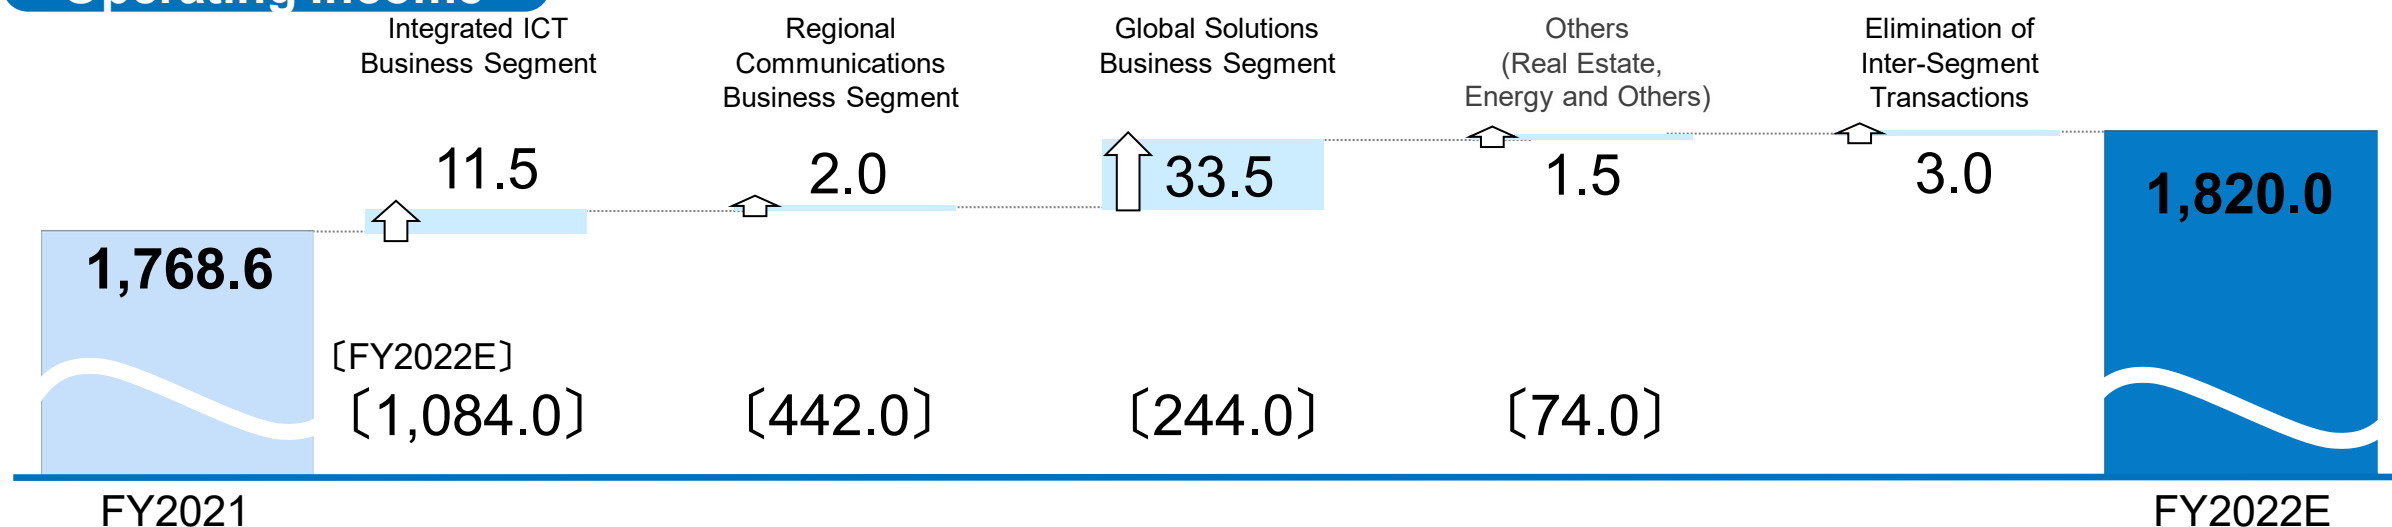 Operating Income
Integrated ICT
Business Segment
Regional
Communications
Business Segment
Global Solutions
Business Segment
Others
(Real Estate,
Energy and Others)
Elimination of
Inter-Segment
Transactions
11.5
2.0
33.5
1.5
3.0
1,768.6
1,820.0
〔FY2022E〕
〔1,084.0〕
〔442.0〕
〔244.0〕
〔74.0〕
FY2021
FY2022E